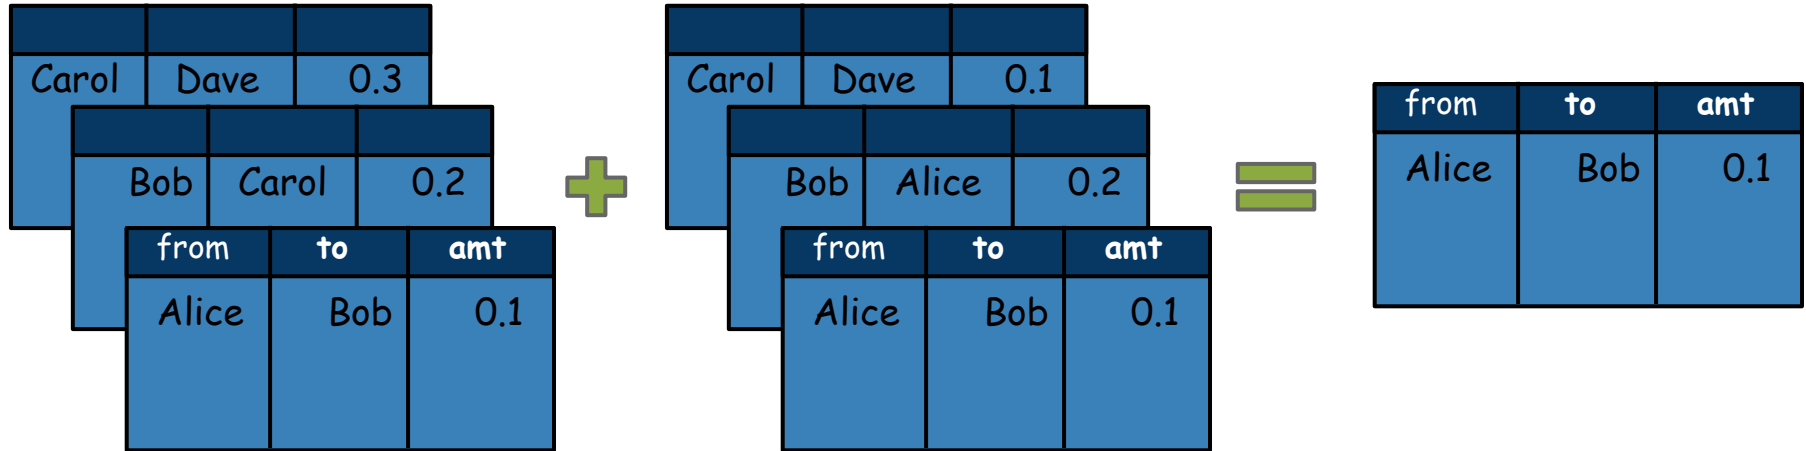 Carol Dave 0.3
Bob Carol 0.2
from to amt
Alice Bob 0.1
Carol Dave 0.1
Bob Alice 0.2
from to amt
Alice Bob 0.1
from to amt
Alice Bob 0.1